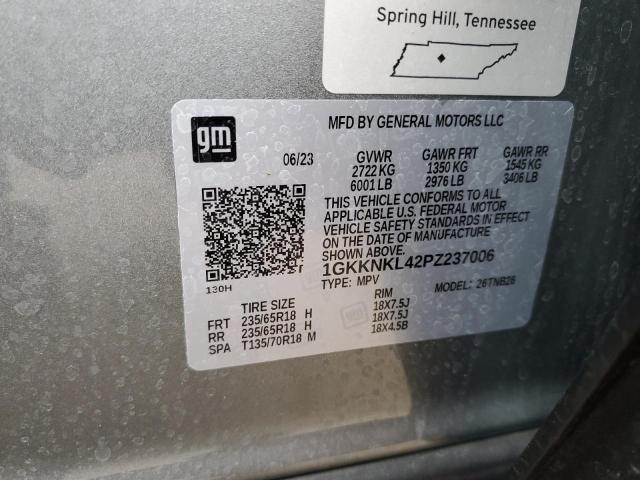 Spring Hill, Tennessee
gm
MFD BY GENERAL MOTORS LLC
06/23 GVWR GAWR FRT GAWR RR
2722 KG 1350 KG 1545 KG
6001 LB 2976 LB 3406 LB
THIS VEHICLE CONFORMS TO ALL
APPLICABLE U.S. FEDERAL MOTOR
VEHICLE SAFETY STANDARDS IN EFFECT
ON THE DATE OF MANUFACTURE
SHOWN ABOVE.
1GKKNKL42PZ237006
TYPE: MPV MODEL: 26TNB26
130H
TIRE SIZE RIM
FRT 235/65R18 H 18X7.5J
RR 235/65R18 H 18X7.5J
SPA T135/70R18 M 18X4.5B